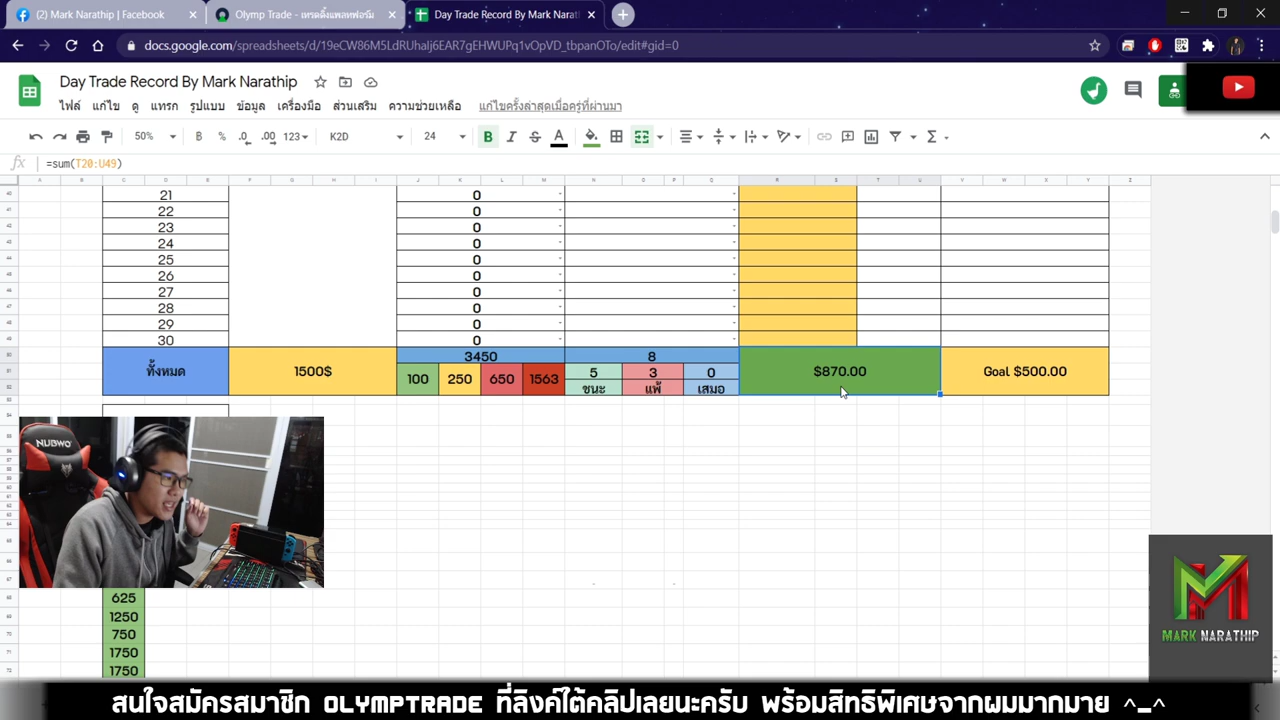 (2) Mark Narathip | Facebook
Olymp Trade - เทรดดิ้งแพลทฟอร์ม
Day Trade Record By Mark Narat
docs.google.com/spreadsheets/d/19eCW86M5LdRUhaIj6EAR7gEHWUPq1vOpVD_tbpanOTo/edit#gid=0
Day Trade Record By Mark Narathip
ไฟล์ แก้ไข ดู แทรก รูปแบบ ข้อมูล เครื่องมือ ส่วนเสริม ความช่วยเหลือ แก้ไขครั้งล่าสุดเมื่อครู่ที่ผ่านมา
50% ฿ % .0 .00 123 K2D 24 B I A Σ
fx =sum(T20:U49)
21 0
22 0
23 0
24 0
25 0
26 0
27 0
28 0
29 0
30 0
ทั้งหมด 1500$ 3450 8 $870.00 Goal $500.00
100 250 650 1563 5 3 0
ชนะ แพ้ เสมอ
NUBWO
625
1250
750
1750
1750
MARK NARATHIP
สนใจสมัครสมาชิก OLYMPTRADE ที่ลิงค์ใต้คลิปเลยนะครับ พร้อมสิทธิพิเศษจากผมมากมาย ^_^